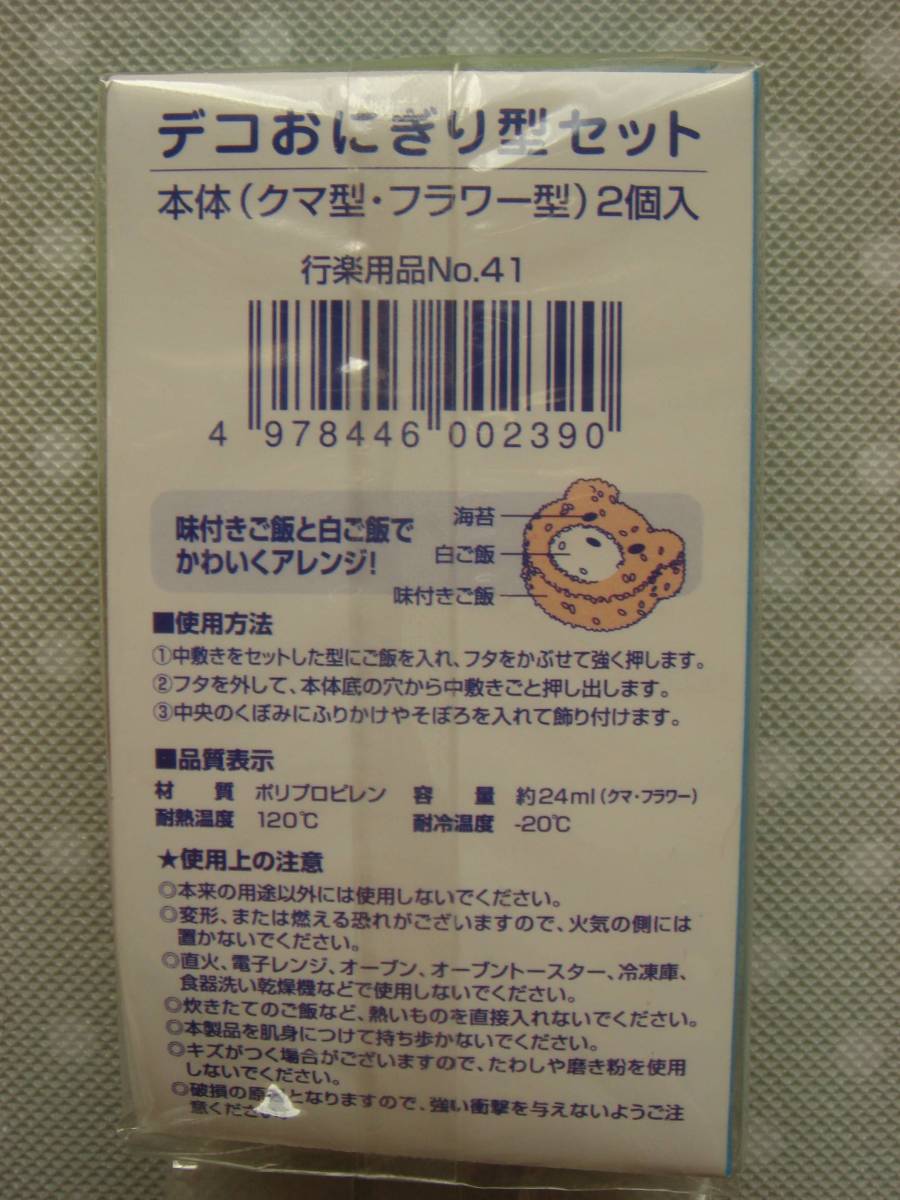 デコおにぎり型セット
本体（クマ型・フラワー型）2個入
行楽用品No.41
4 978446 002390
味付きご飯と白ご飯で
かわいくアレンジ！
海苔
白ご飯
味付きご飯
■使用方法
①中敷きをセットした型にご飯を入れ、フタをかぶせて強く押します。
②フタを外して、本体底の穴から中敷きごと押し出します。
③中央のくぼみにふりかけやそぼろを入れて飾り付けます。
■品質表示
材質 ポリプロピレン 容量 約24ml（クマ・フラワー）
耐熱温度 120℃ 耐冷温度 -20℃
★使用上の注意
◎本来の用途以外には使用しないでください。
◎変形、または燃える恐れがございますので、火気の側には
置かないでください。
◎直火、電子レンジ、オーブン、オーブントースター、冷凍庫、
食器洗い乾燥機などで使用しないでください。
◎炊きたてのご飯など、熱いものを直接入れないでください。
◎本製品を肌身につけて持ち歩かないでください。
◎キズがつく場合がございますので、たわしや磨き粉を使用
しないでください。
◎破損の原因となりますので、強い衝撃を与えないようご注
意ください。